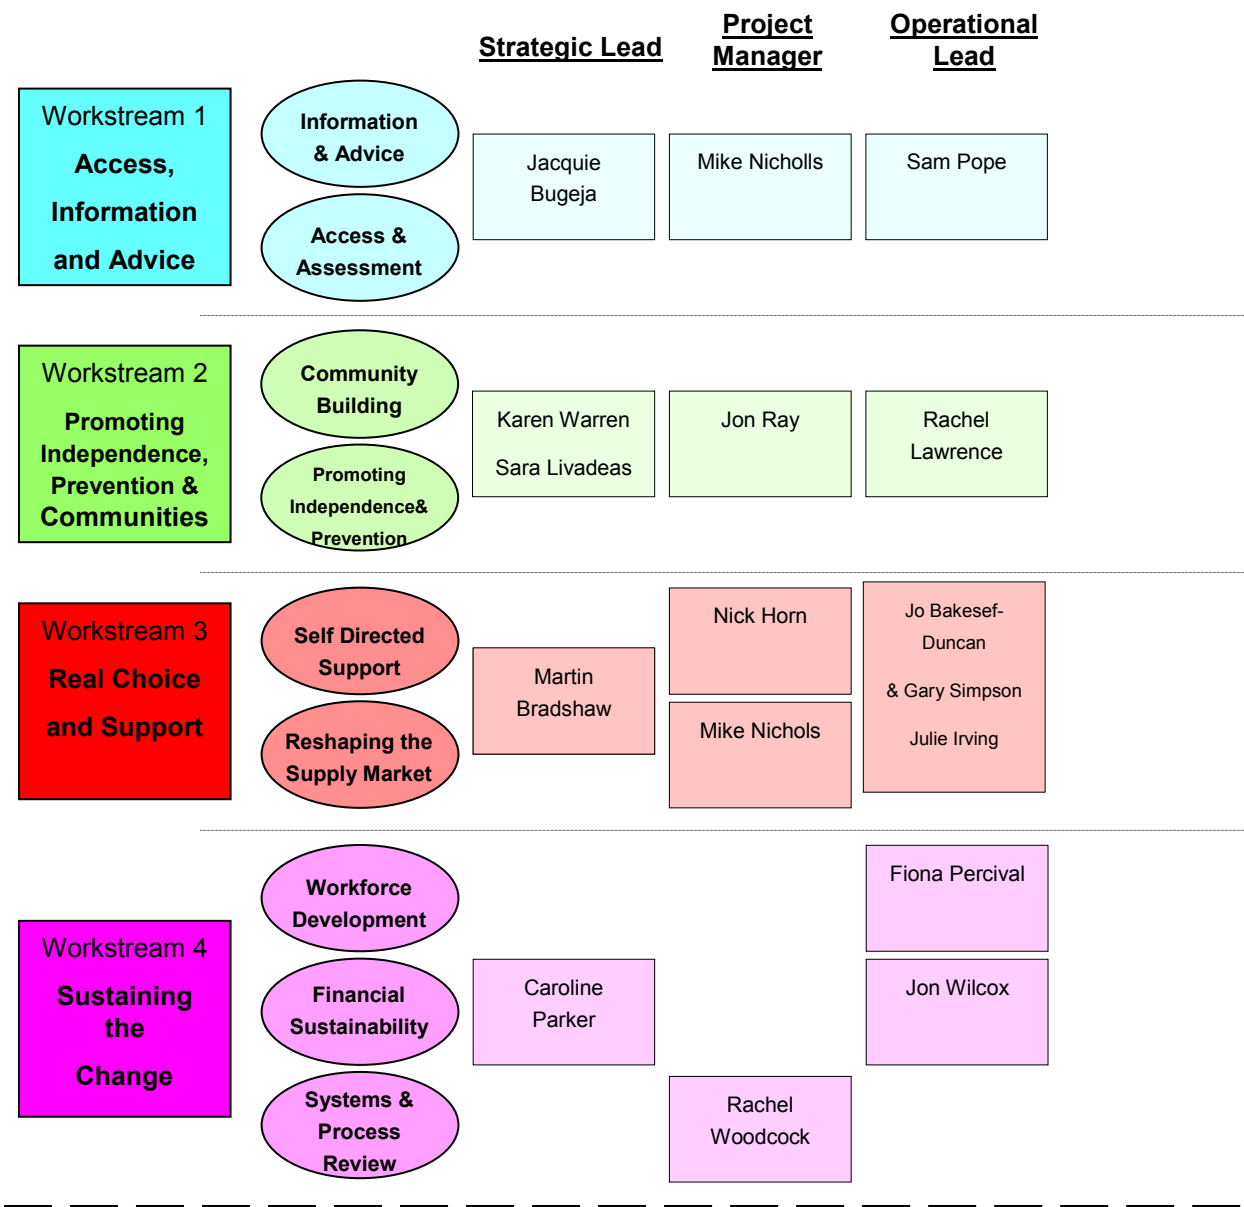 Strategic Lead
Project
Manager
Operational
Lead
Workstream 1
Access,
Information
and Advice
Information
& Advice
Access &
Assessment
Jacquie
Bugeja
Mike Nicholls
Sam Pope
Workstream 2
Promoting
Independence,
Prevention &
Communities
Community
Building
Promoting
Independence&
Prevention
Karen Warren
Sara Livadeas
Jon Ray
Rachel
Lawrence
Workstream 3
Real Choice
and Support
Self Directed
Support
Reshaping the
Supply Market
Martin
Bradshaw
Nick Horn
Mike Nichols
Jo Bakesef-
Duncan
& Gary Simpson
Julie Irving
Workstream 4
Sustaining
the
Change
Workforce
Development
Financial
Sustainability
Systems &
Process
Review
Caroline
Parker
Rachel
Woodcock
Fiona Percival
Jon Wilcox